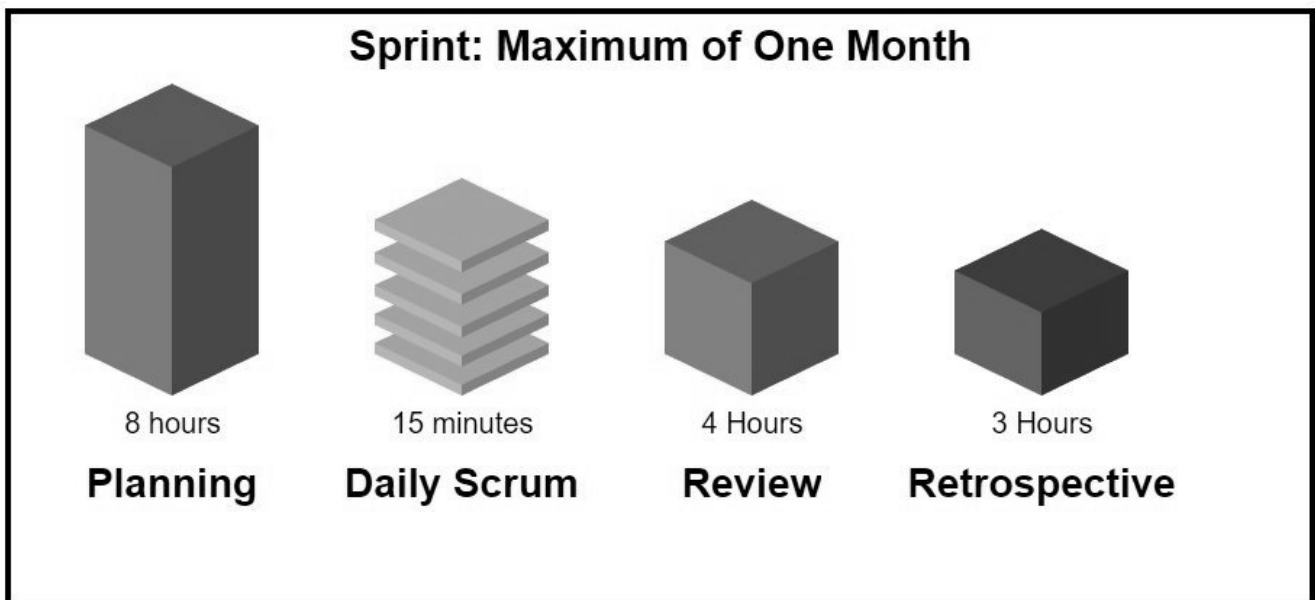 Sprint: Maximum of One Month
8 hours
15 minutes
4 Hours
3 Hours
Planning
Daily Scrum
Review
Retrospective